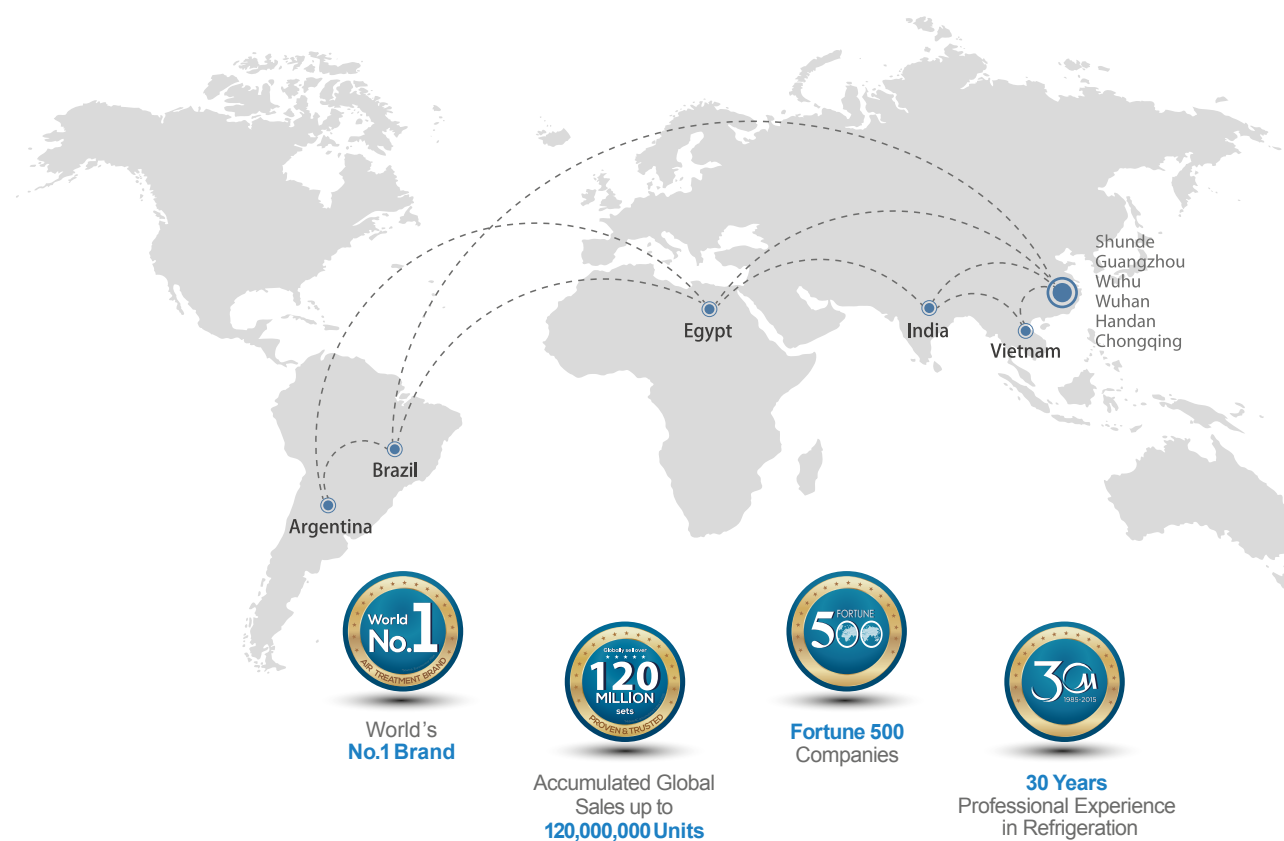 Shunde
Guangzhou
Wuhu
Wuhan
Handan
Chongqing
Egypt
India
Vietnam
Brazil
Argentina
World
No.1
AIR TREATMENT BRAND
World's
No.1 Brand
Globally sell over
120
MILLION
sets
PROVEN & TRUSTED
Accumulated Global
Sales up to
120,000,000 Units
FORTUNE
500
Fortune 500
Companies
30
1985-2015
30 Years
Professional Experience
in Refrigeration